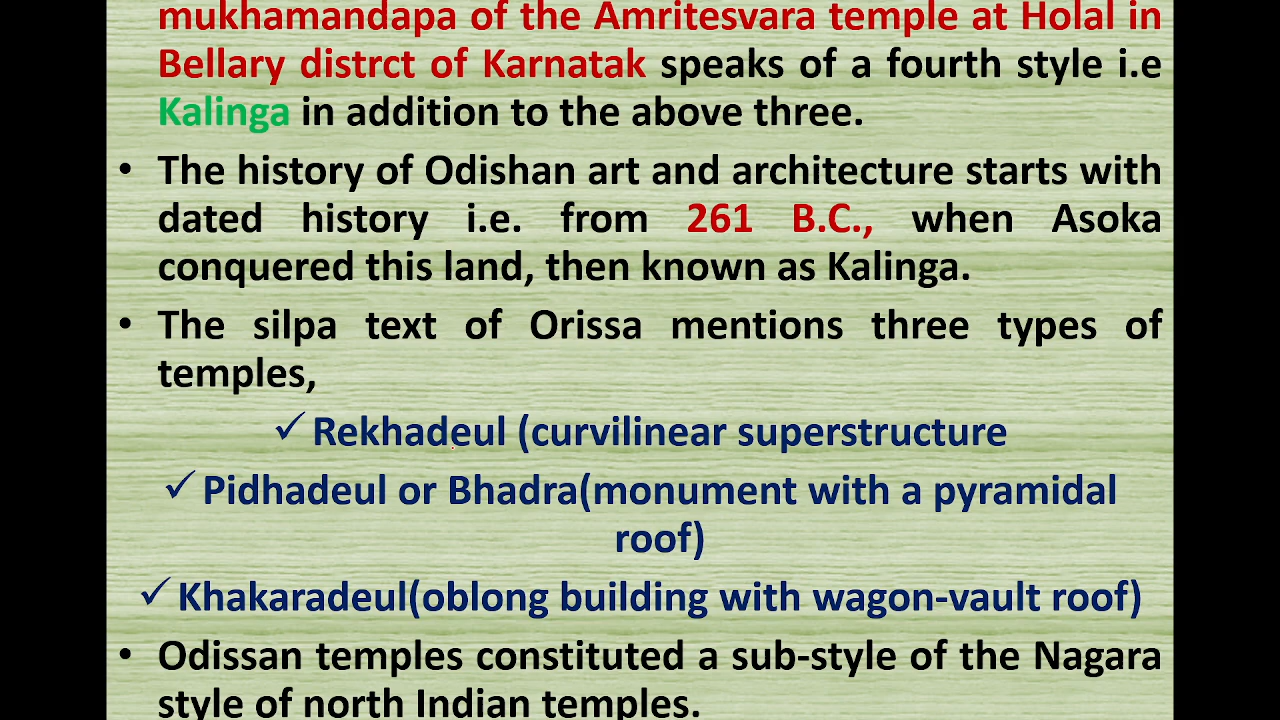 mukhamandapa of the Amritesvara temple at Holal in
Bellary distrct of Karnatak speaks of a fourth style i.e
Kalinga in addition to the above three.
• The history of Odishan art and architecture starts with
dated history i.e. from 261 B.C., when Asoka
conquered this land, then known as Kalinga.
• The silpa text of Orissa mentions three types of
temples,
✓ Rekhadeul (curvilinear superstructure
✓ Pidhadeul or Bhadra(monument with a pyramidal
roof)
✓ Khakaradeul(oblong building with wagon-vault roof)
• Odissan temples constituted a sub-style of the Nagara
style of north Indian temples.